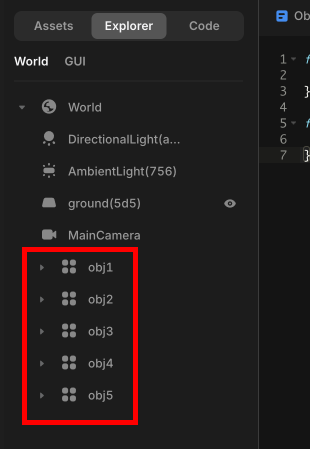 Assets Explorer Code
World GUI
World
DirectionalLight(a...
AmbientLight(756)
ground(5d5)
MainCamera
obj1
obj2
obj3
obj4
obj5
Ob
1 f
2
3 }
4
5 f
6
7 }